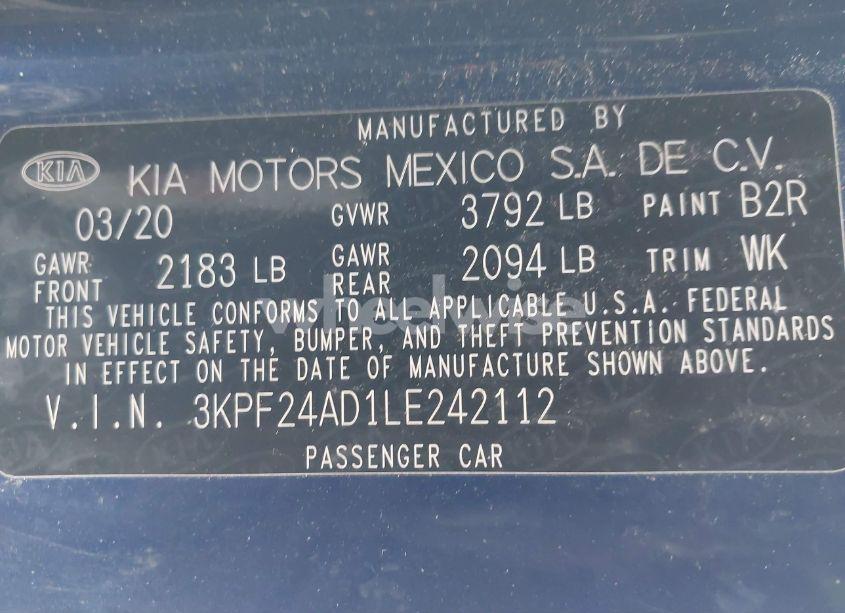 MANUFACTURED BY
KIA KIA MOTORS MEXICO S.A. DE C.V.
03/20 GVWR 3792 LB PAINT B2R
GAWR FRONT 2183 LB GAWR REAR 2094 LB TRIM WK
THIS VEHICLE CONFORMS TO ALL APPLICABLE U.S.A. FEDERAL
MOTOR VEHICLE SAFETY, BUMPER, AND THEFT PREVENTION STANDARDS
IN EFFECT ON THE DATE OF MANUFACTURE SHOWN ABOVE.
V.I.N. 3KPF24AD1LE242112
PASSENGER CAR